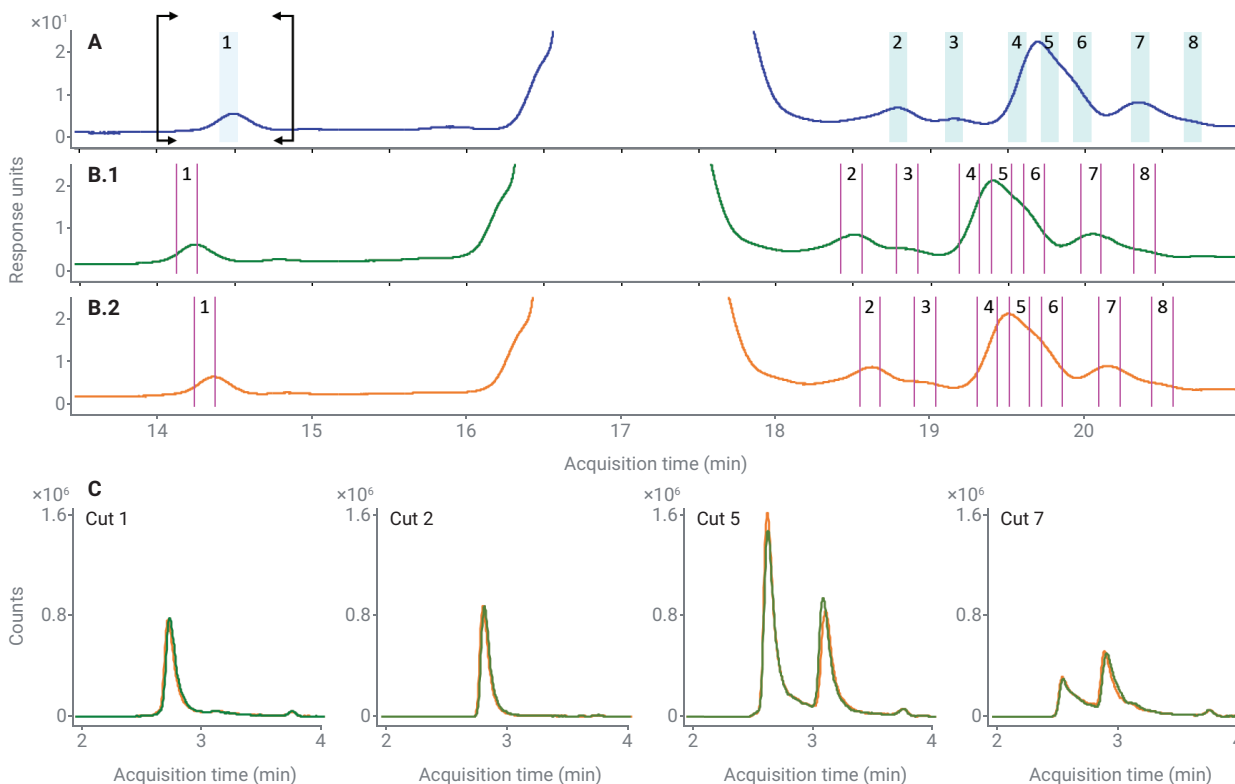 ×10¹
A
1 2 3 4 5 6 7 8
2
1
0
Response units
B.1
1 2 3 4 5 6 7 8
2
1
0
B.2
1 2 3 4 5 6 7 8
2
1
0
14 15 16 17 18 19 20
Acquisition time (min)
C
×10⁶ ×10⁶ ×10⁶ ×10⁶
1.6 Cut 1 1.6 Cut 2 1.6 Cut 5 1.6 Cut 7
Counts
0.8 0.8 0.8 0.8
0 0 0 0
2 3 4 2 3 4 2 3 4 2 3 4
Acquisition time (min) Acquisition time (min) Acquisition time (min) Acquisition time (min)